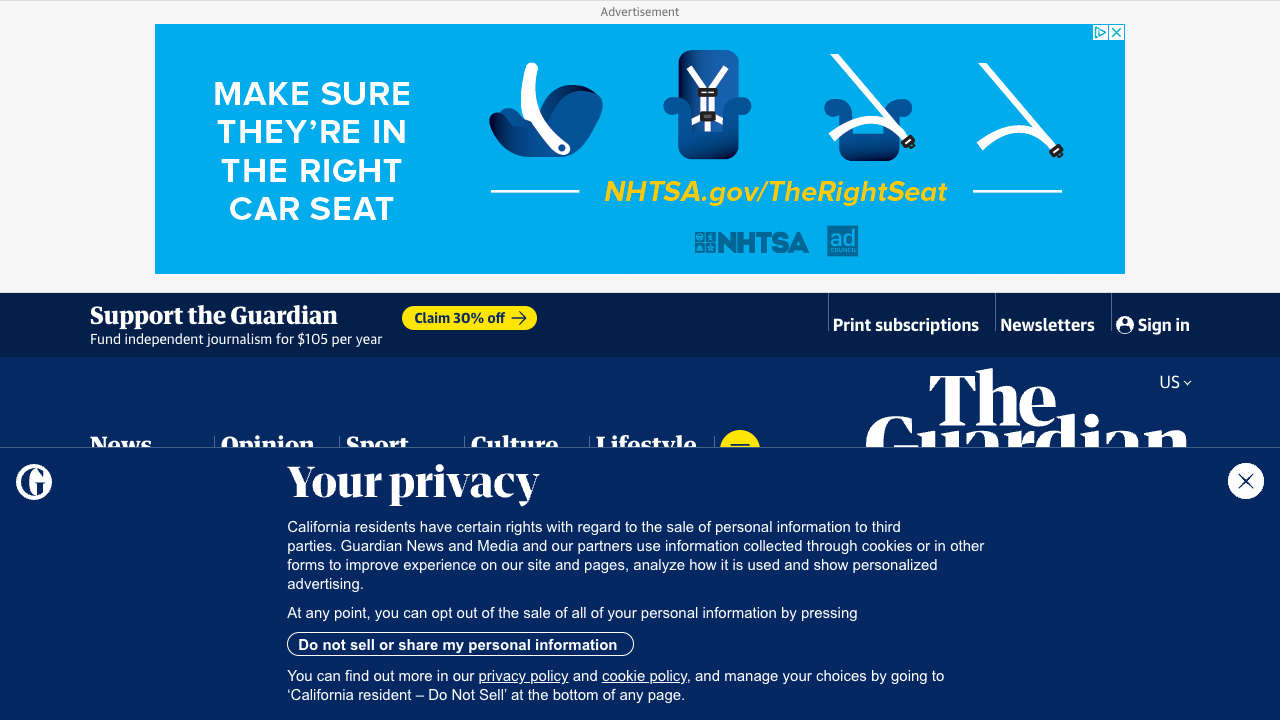 Advertisement
MAKE SURE
THEY'RE IN
THE RIGHT
CAR SEAT
NHTSA.gov/TheRightSeat
NHTSA
ad
COUNCIL
Support the Guardian
Fund independent journalism for $105 per year
Claim 30% off
Print subscriptions
Newsletters
Sign in
US
The
Guardian
News
Opinion
Sport
Culture
Lifestyle
G
Your privacy
California residents have certain rights with regard to the sale of personal information to third
parties. Guardian News and Media and our partners use information collected through cookies or in other
forms to improve experience on our site and pages, analyze how it is used and show personalized
advertising.
At any point, you can opt out of the sale of all of your personal information by pressing
Do not sell or share my personal information
You can find out more in our privacy policy and cookie policy, and manage your choices by going to
‘California resident – Do Not Sell’ at the bottom of any page.